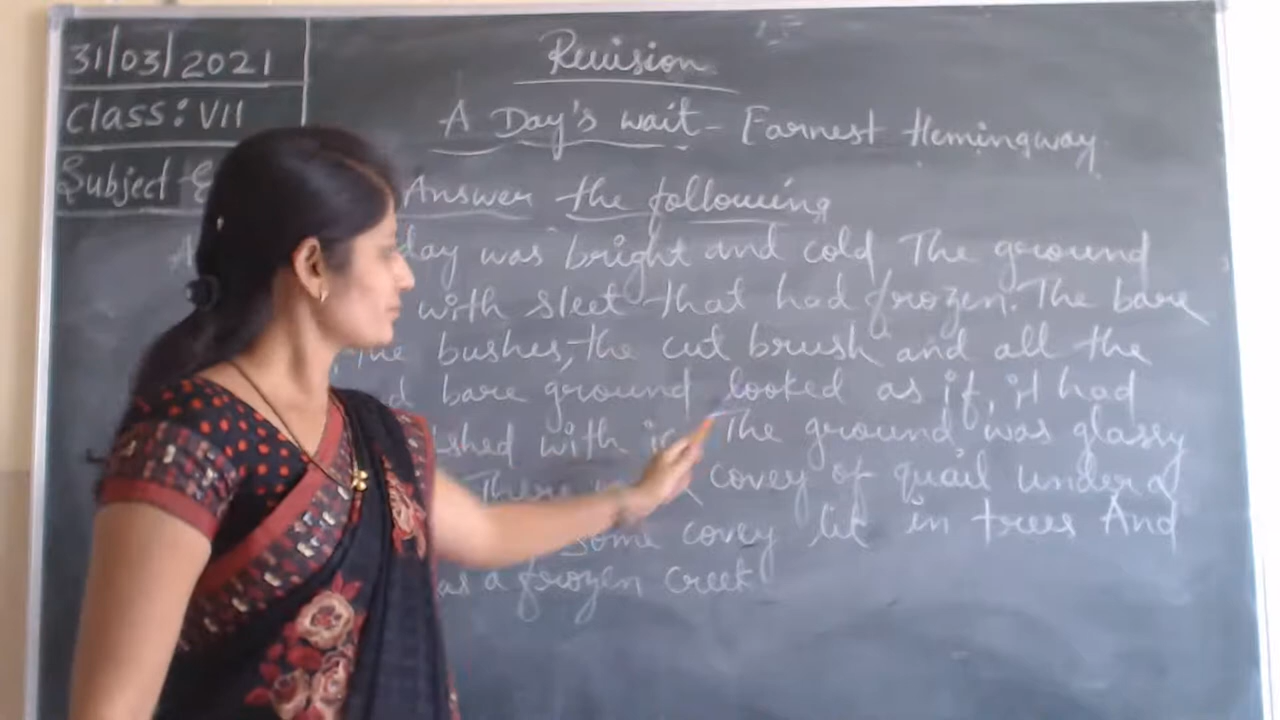 31/03/2021
Revision
Class: VII
A Day's wait - Earnest Hemingway
Subject
Answer the following
day was bright and cold The ground
with sleet that had frozen. The bare
the bushes, the cut brush and all the
bare ground looked as if, it had
with The ground was glassy
There covey of quail under a
some covey lit in trees And
as a frozen creek